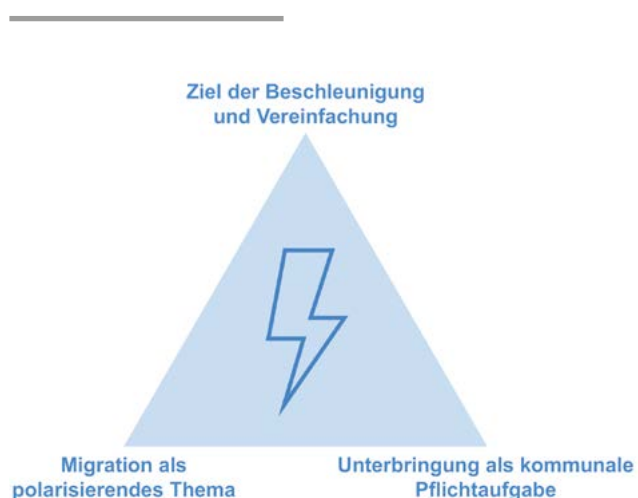 Ziel der Beschleunigung
und Vereinfachung
Migration als
polarisierendes Thema
Unterbringung als kommunale
Pflichtaufgabe